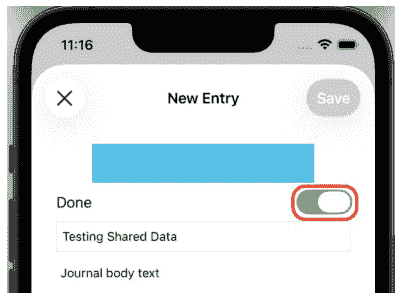 11:16
New Entry
Save
Done
Testing Shared Data
Journal body text